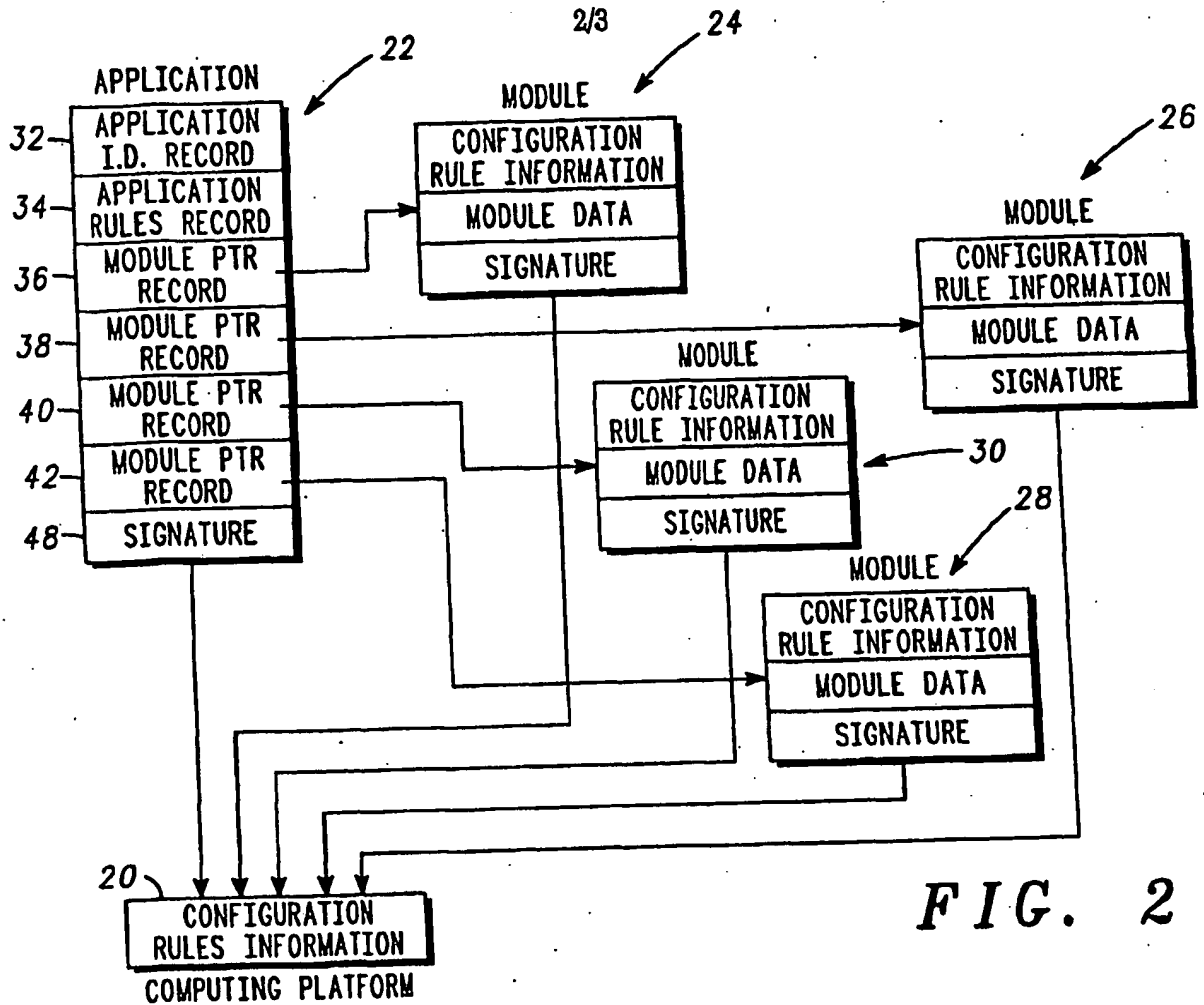 2/3
22
24
26
APPLICATION
32
APPLICATION
I.D. RECORD
34
APPLICATION
RULES RECORD
36
MODULE PTR
RECORD
38
MODULE PTR
RECORD
40
MODULE PTR
RECORD
42
MODULE PTR
RECORD
48
SIGNATURE
MODULE
CONFIGURATION
RULE INFORMATION
MODULE DATA
SIGNATURE
MODULE
CONFIGURATION
RULE INFORMATION
MODULE DATA
SIGNATURE
MODULE
CONFIGURATION
RULE INFORMATION
MODULE DATA
SIGNATURE
30
28
MODULE
CONFIGURATION
RULE INFORMATION
MODULE DATA
SIGNATURE
20
CONFIGURATION
RULES INFORMATION
COMPUTING PLATFORM
FIG. 2